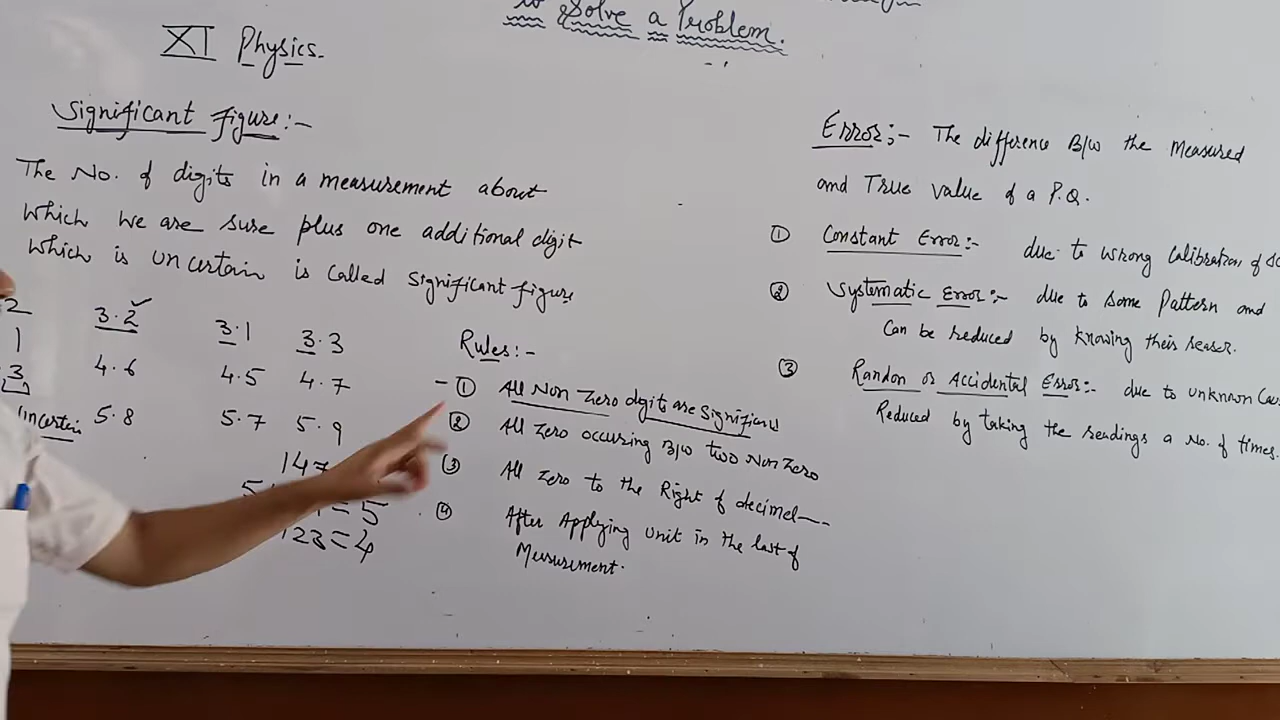 to solve a Problem.
XI Physics.
Significant figure:-
The No. of digits in a measurement about
which we are sure plus one additional digit
which is uncertain is called significant figure
2 3.2 ✓ 3.1 3.3
1 4.6 4.5 4.7
3 5.8 5.7 5.9
Uncertain
147
= 5
123 = 4
Rules:-
① All Non Zero digits are Significant
② All Zero occuring B/w two Non Zero
③ All Zero to the Right of decimel---
④ After Applying unit in the last of
Measurement.
Error:- The difference B/w the Measured
and True value of a P.Q.
① Constant Error:- due to wrong Calibration of
② Systematic Error:- due to some Pattern and
Can be reduced by knowing their reason.
③ Random or Accidental Error:- due to unknown
Reduced by taking the readings a No. of times.